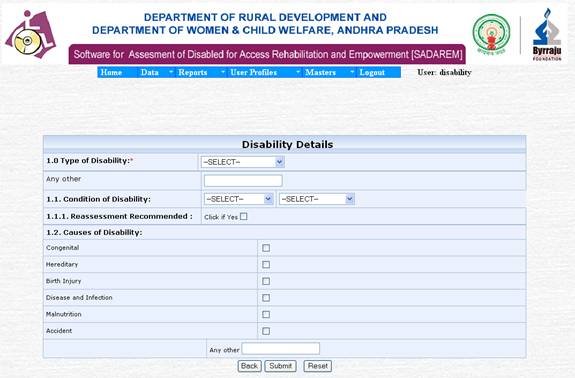 DEPARTMENT OF RURAL DEVELOPMENT AND
DEPARTMENT OF WOMEN & CHILD WELFARE, ANDHRA PRADESH
Software for Assesment of Disabled for Access Rehabilitation and Empowerment [SADAREM]
Byrraju
FOUNDATION
Home Data Reports User Profiles Masters Logout User: disability
Disability Details
1.0 Type of Disability:* --SELECT--
Any other
1.1. Condition of Disability: --SELECT-- --SELECT--
1.1.1. Reassessment Recommended : Click if Yes
1.2. Causes of Disability:
Congenital
Hereditary
Birth Injury
Disease and Infection
Malnutrition
Accident
Any other
Back Submit Reset